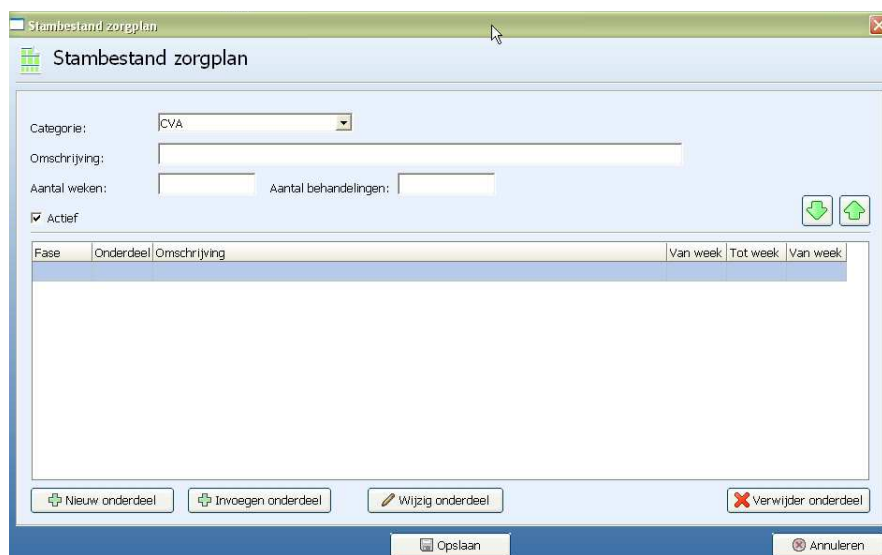 Stambestand zorgplan
Stambestand zorgplan
Categorie: CVA
Omschrijving:
Aantal weken: Aantal behandelingen:
Actief
Fase Onderdeel Omschrijving Van week Tot week Van week
Nieuw onderdeel Invoegen onderdeel Wijzig onderdeel Verwijder onderdeel
Opslaan Annuleren